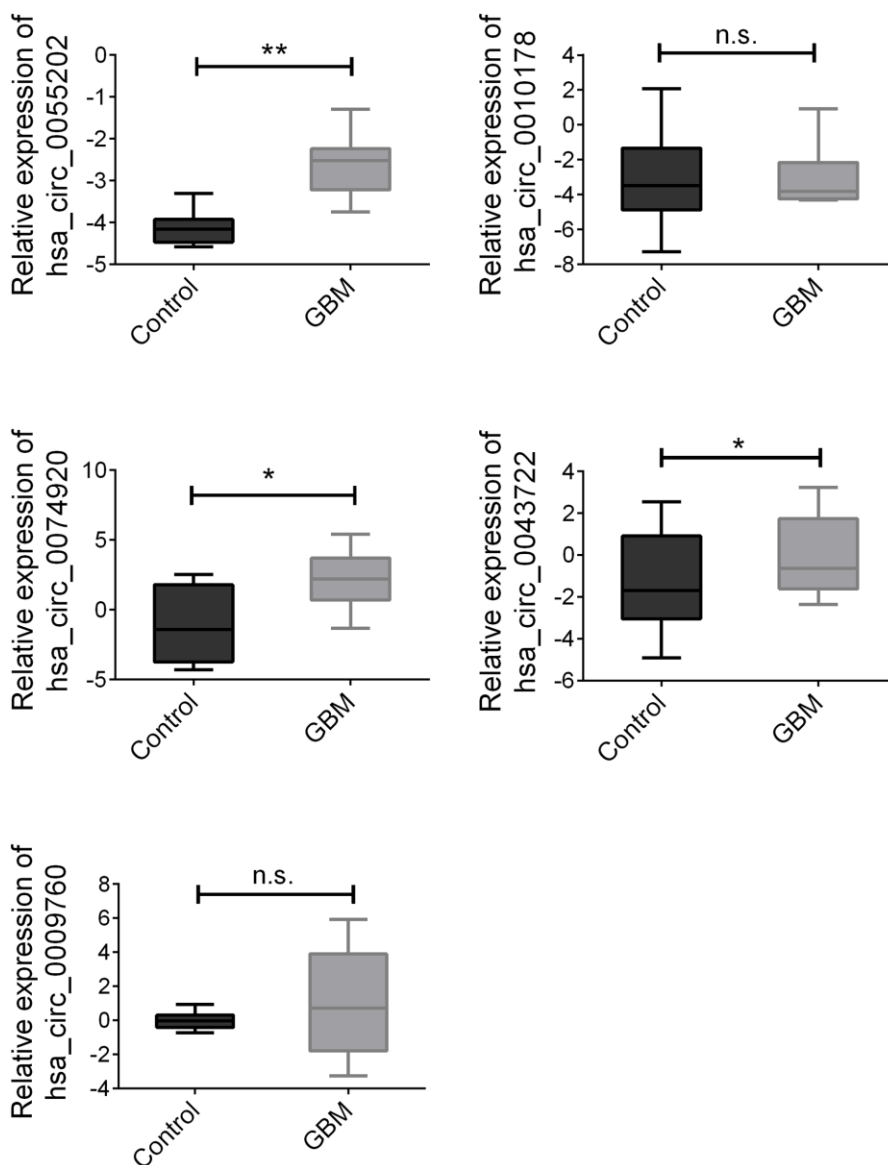 Relative expression of
hsa_circ_0055202
0
-1
-2
-3
-4
-5
**
Control
GBM
Relative expression of
hsa_circ_0010178
4
2
0
-2
-4
-6
-8
n.s.
Control
GBM
Relative expression of
hsa_circ_0074920
10
5
0
-5
*
Control
GBM
Relative expression of
hsa_circ_0043722
4
2
0
-2
-4
-6
*
Control
GBM
Relative expression of
hsa_circ_0009760
8
6
4
2
0
-2
-4
n.s.
Control
GBM